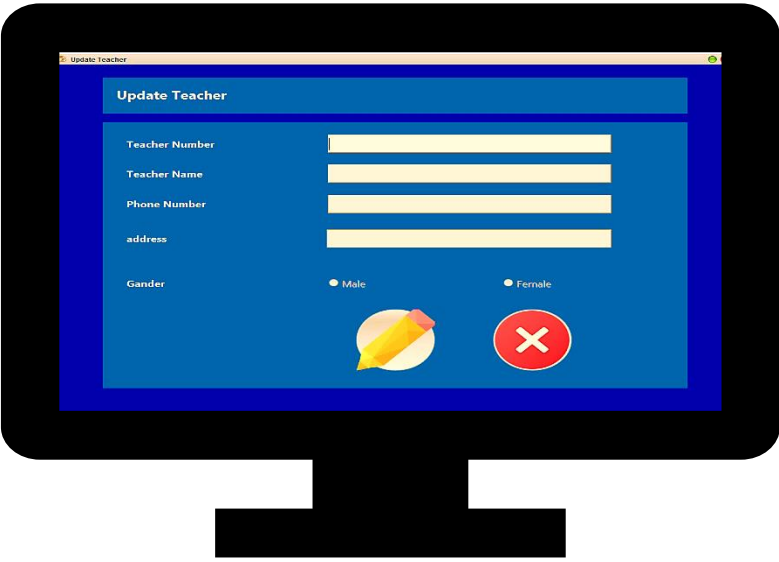 Update Teacher
Update Teacher
Teacher Number
Teacher Name
Phone Number
address
Gander
Male
Female